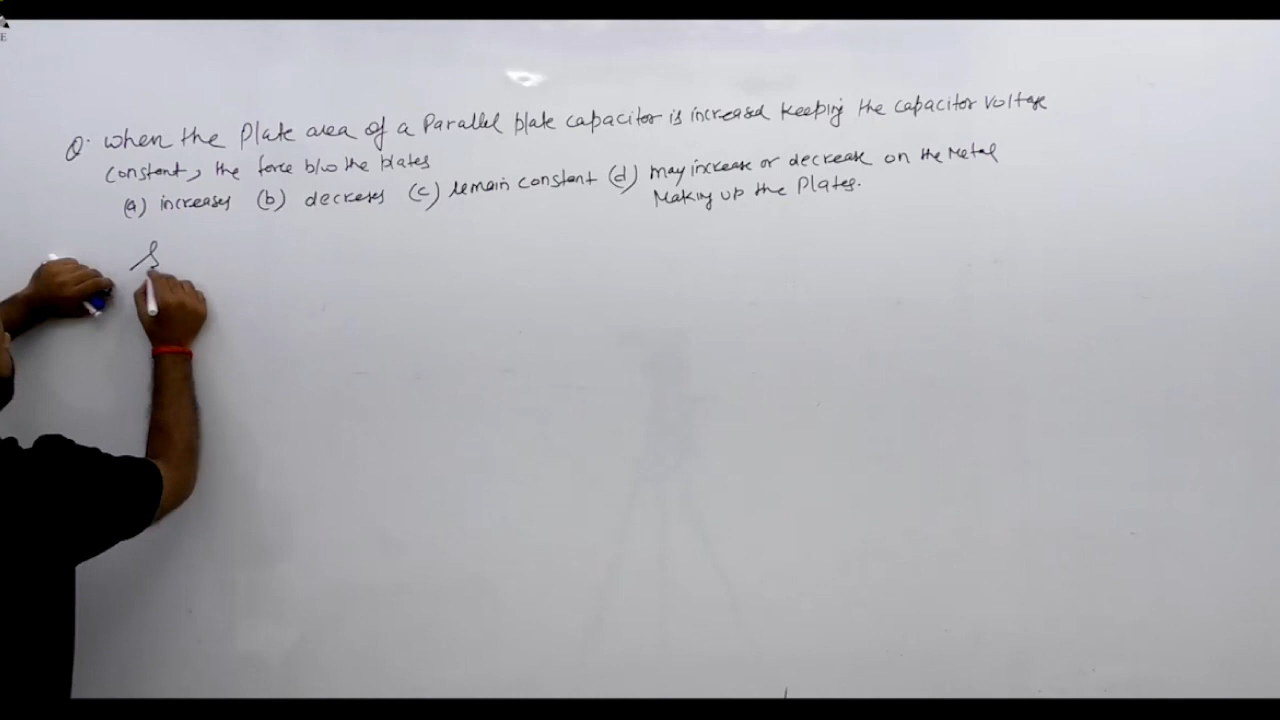 Q. When the Plate area of a Parallel plate capacitor is increased keeping the capacitor voltage
constant, the force b/w the plates
(a) increases (b) decreses (c) remain constant (d) may increase or decrease on the Metal
Making up the Plates.
S
E